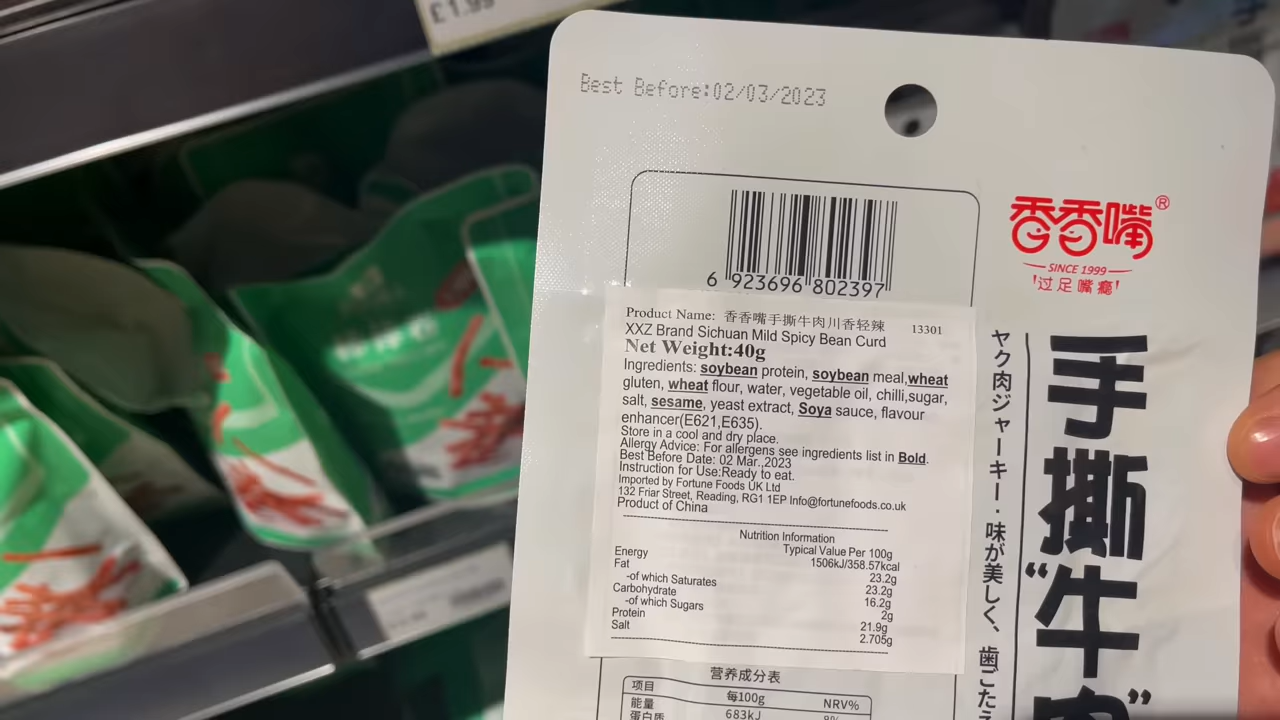 £1.99
Best Before:02/03/2023
6 923696 802397
香香嘴®
SINCE 1999
过足嘴瘾
Product Name: 香香嘴手撕牛肉川香轻辣 13301
XXZ Brand Sichuan Mild Spicy Bean Curd
Net Weight:40g
Ingredients: soybean protein, soybean meal,wheat
gluten, wheat flour, water, vegetable oil, chilli,sugar,
salt, sesame, yeast extract, Soya sauce, flavour
enhancer(E621,E635).
Store in a cool and dry place.
Allergy Advice: For allergens see ingredients list in Bold.
Best Before Date: 02 Mar.,2023
Instruction for Use:Ready to eat.
Imported by Fortune Foods UK Ltd
132 Friar Street, Reading, RG1 1EP Info@fortunefoods.co.uk
Product of China
Nutrition Information
Typical Value Per 100g
Energy 1506kJ/358.57kcal
Fat 23.2g
-of which Saturates 23.2g
Carbohydrate 16.2g
-of which Sugars 2g
Protein 21.9g
Salt 2.705g
营养成分表
项目 每100g NRV%
能量 683kJ 8%
蛋白质
ヤク肉ジャーキー·味が美しく、歯ごたえ
手撕“牛肉”